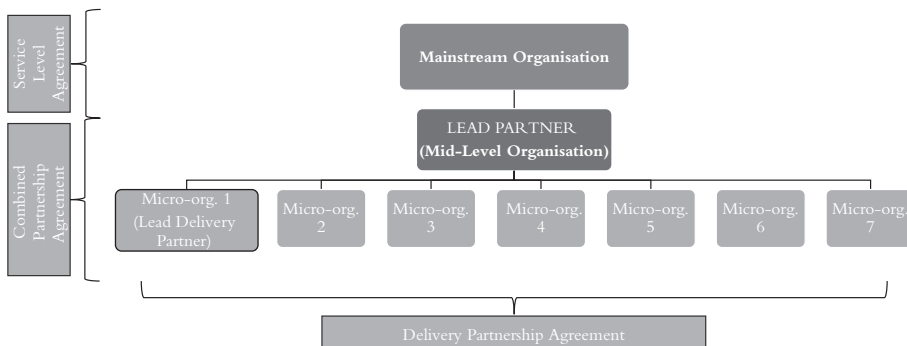 Service
Level
Agreement
Mainstream Organisation
LEAD PARTNER
(Mid-Level Organisation)
Combined
Partnership
Agreement
Micro-org. 1
(Lead Delivery
Partner)
Micro-org.
2
Micro-org.
3
Micro-org.
4
Micro-org.
5
Micro-org.
6
Micro-org.
7
Delivery Partnership Agreement